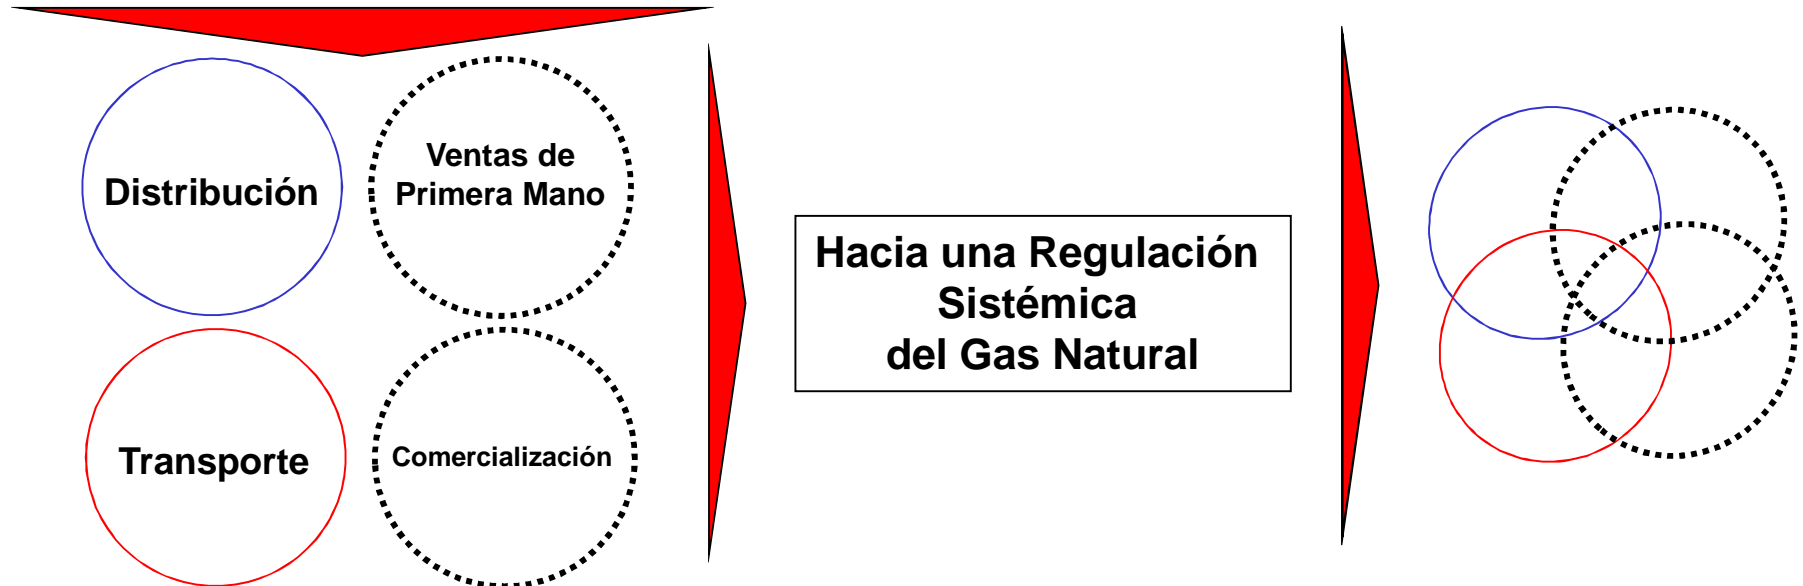 Distribución
Ventas de
Primera Mano
Transporte
Comercialización
Hacia una Regulación
Sistémica
del Gas Natural